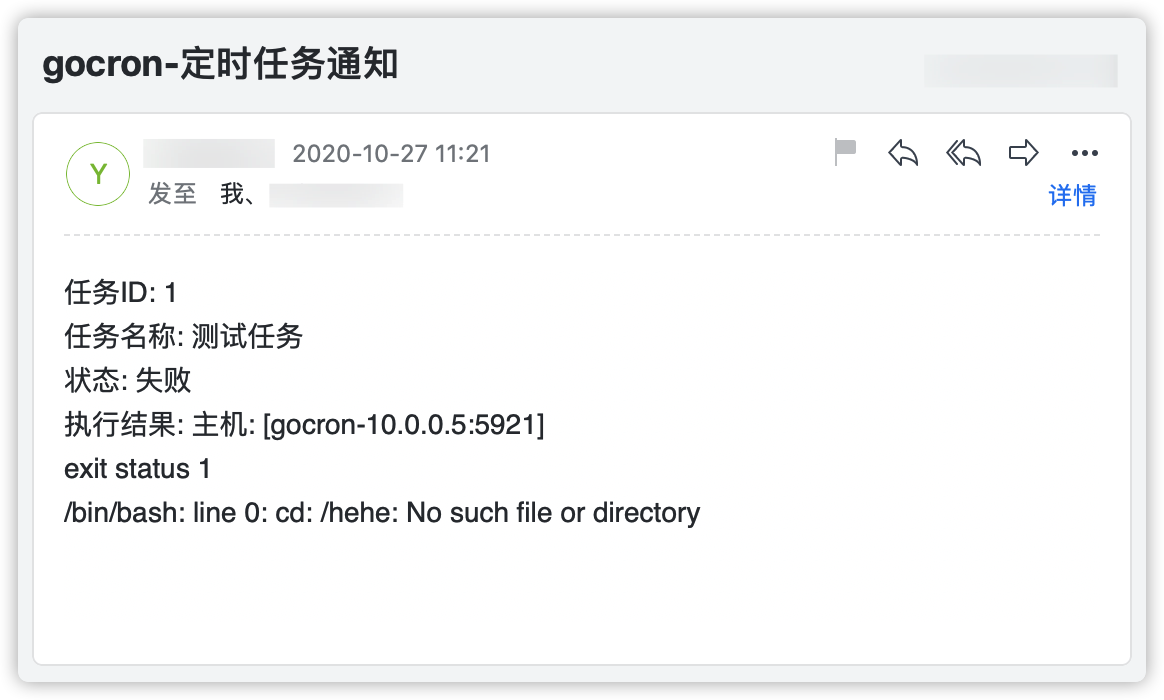 gocron-定时任务通知
Y
2020-10-27 11:21
发至 我、
详情
任务ID: 1
任务名称: 测试任务
状态: 失败
执行结果: 主机: [gocron-10.0.0.5:5921]
exit status 1
/bin/bash: line 0: cd: /hehe: No such file or directory